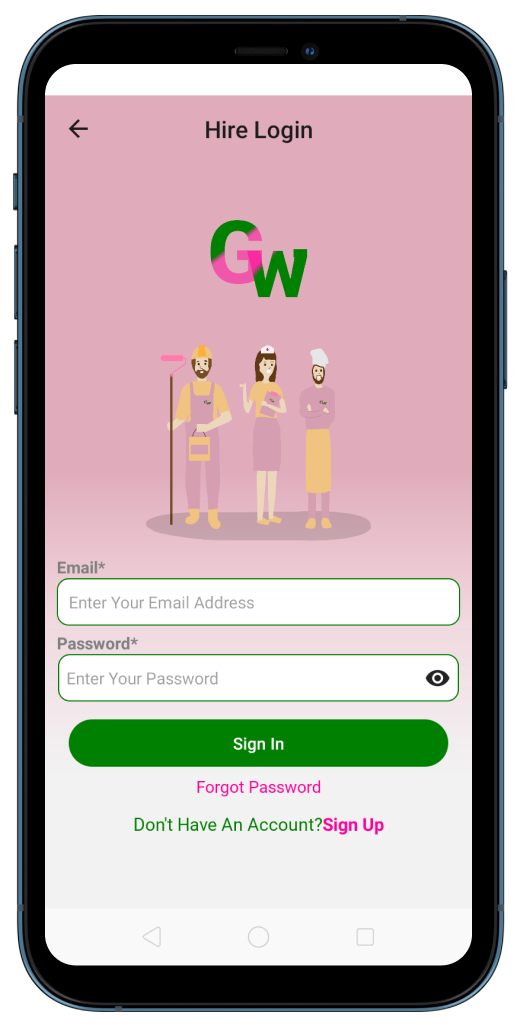 Hire Login
GW
Email*
Enter Your Email Address
Password*
Enter Your Password
Sign In
Forgot Password
Don't Have An Account?Sign Up